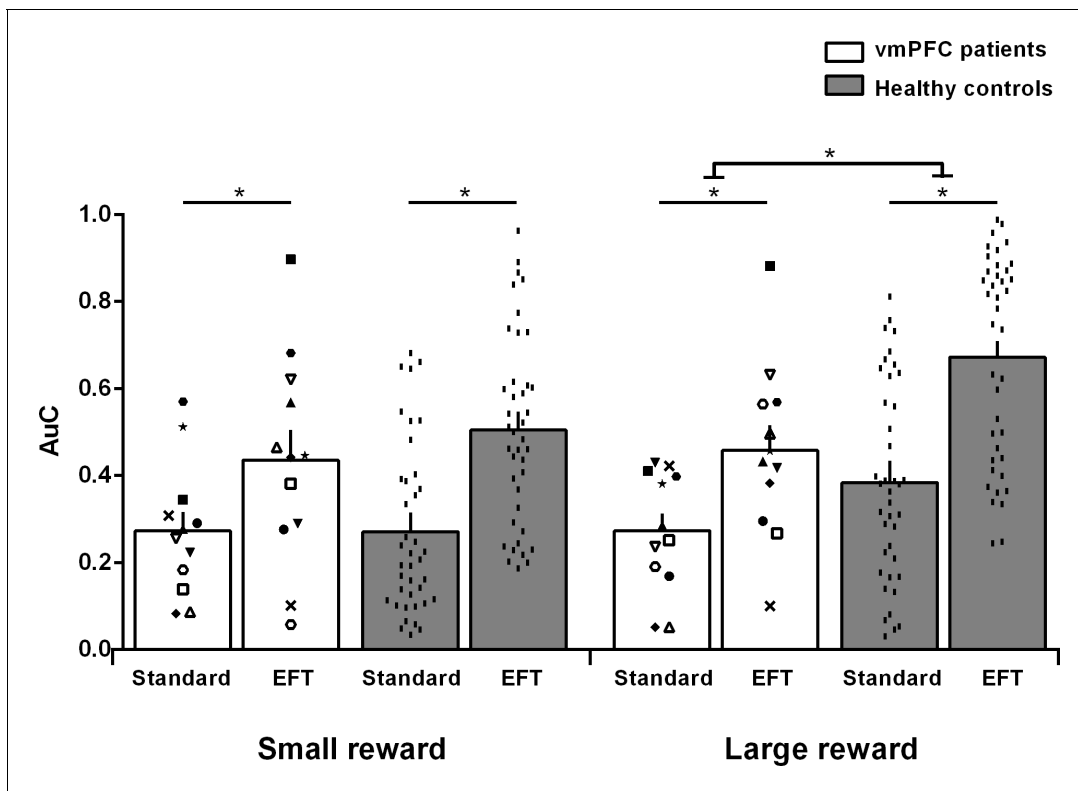 vmPFC patients
Healthy controls
*
* * * *
1.0
0.8
0.6
0.4
0.2
0.0
AuC
Standard EFT Standard EFT Standard EFT Standard EFT
Small reward Large reward